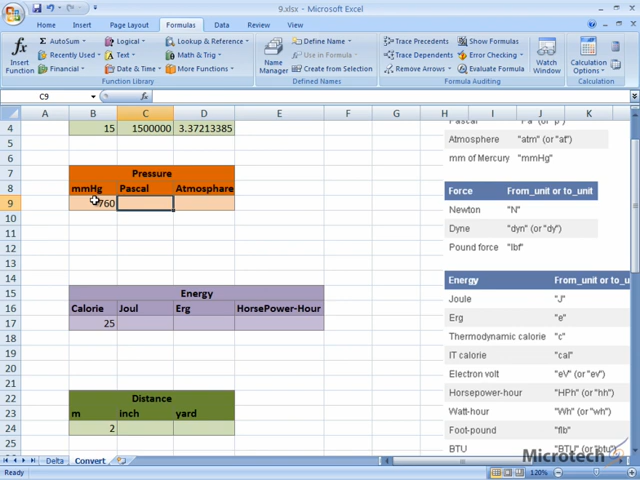 9.xlsx - Microsoft Excel
Home Insert Page Layout Formulas Data Review View
Insert Function
AutoSum Logical Lookup & Reference
Recently Used Text Math & Trig
Financial Date & Time More Functions
Function Library
Name Manager
Define Name
Use in Formula
Create from Selection
Defined Names
Trace Precedents Show Formulas
Trace Dependents Error Checking
Remove Arrows Evaluate Formula
Formula Auditing
Watch Window
Calculation Options
Calculation
C9 fx
A B C D E F G H I J K
4 15 1500000 3.37213385
5
6
7 Pressure
8 mmHg Pascal Atmosphare
9 760
10
11
12
13
14
15 Energy
16 Calorie Joul Erg HorsePower-Hour
17 25
18
19
20
21
22 Distance
23 m inch yard
24 2
25
Pascal "Pa" (or "p")
Atmosphere "atm" (or "at")
mm of Mercury "mmHg"
Force From_unit or to_unit
Newton "N"
Dyne "dyn" (or "dy")
Pound force "lbf"
Energy From_unit or to_u
Joule "J"
Erg "e"
Thermodynamic calorie "c"
IT calorie "cal"
Electron volt "eV" (or "ev")
Horsepower-hour "HPh" (or "hh")
Watt-hour "Wh" (or "wh")
Foot-pound "flb"
BTU "BTU" (or "btu")
Microtech
Delta Convert
Ready 120%